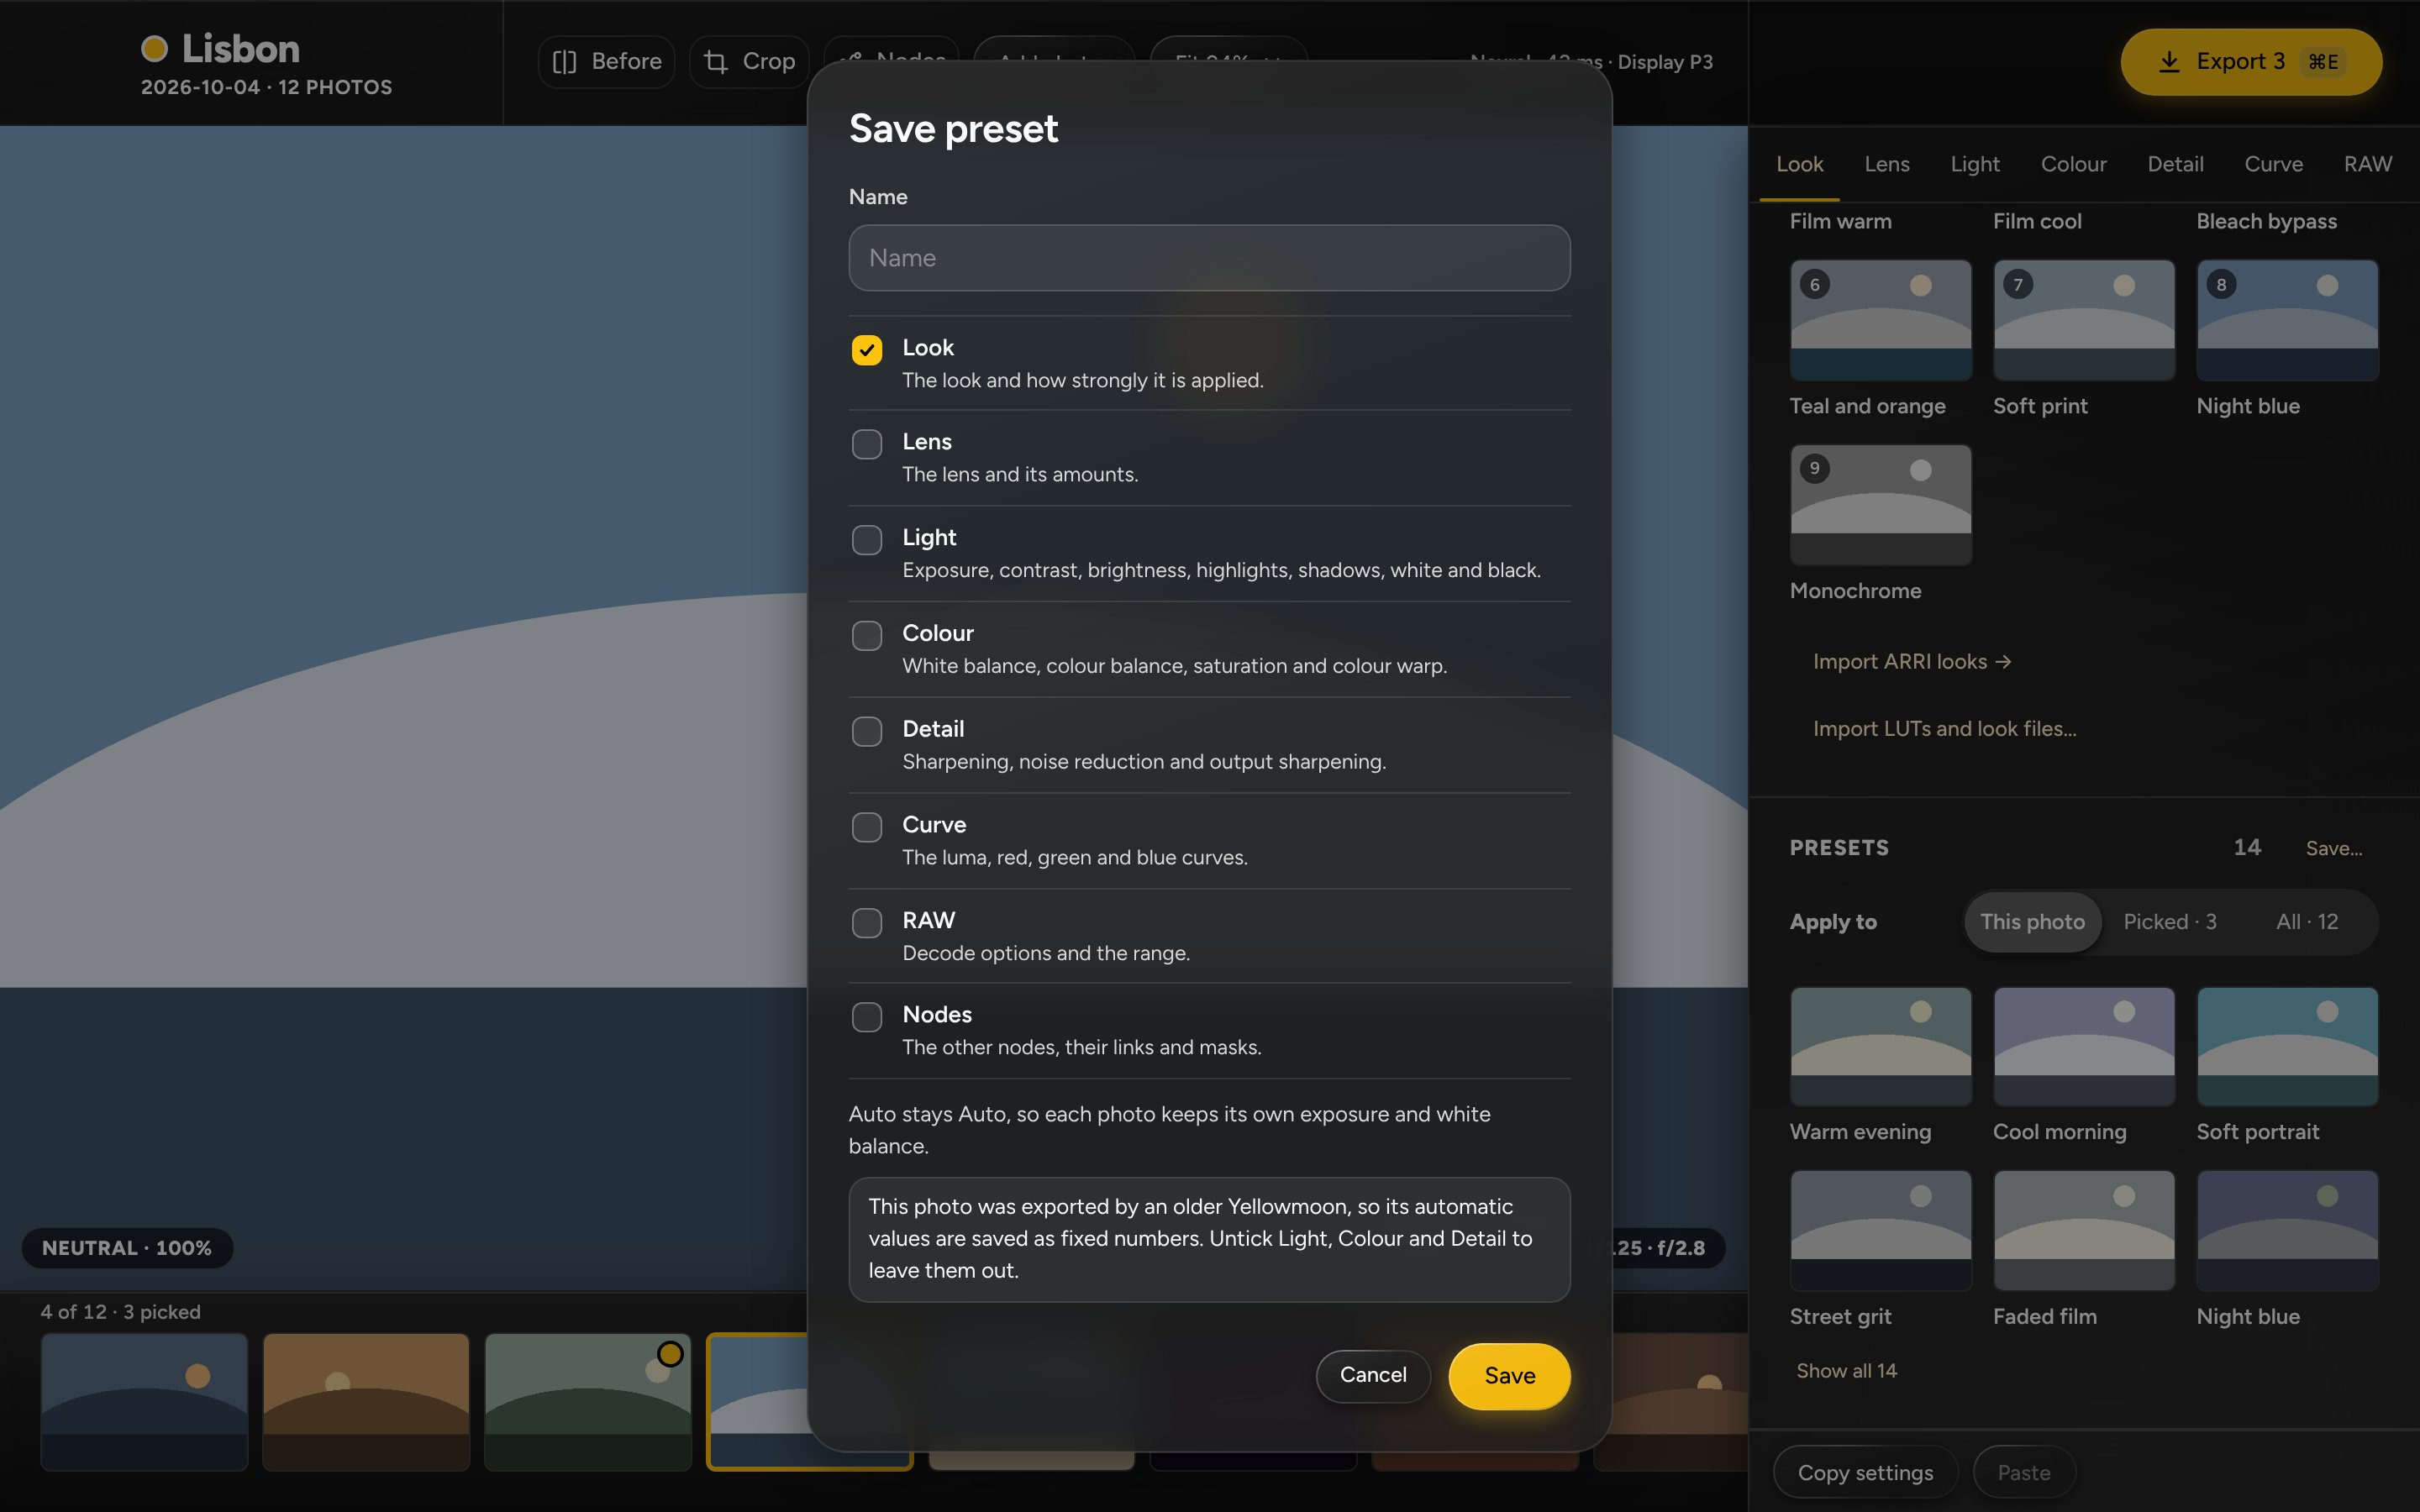 Lisbon
2026-10-04 · 12 PHOTOS
Before
Crop
Nodes
Fit 24%
ms · Display P3
Export 3 ⌘E
Save preset
Name
Name
Look
The look and how strongly it is applied.
Lens
The lens and its amounts.
Light
Exposure, contrast, brightness, highlights, shadows, white and black.
Colour
White balance, colour balance, saturation and colour warp.
Detail
Sharpening, noise reduction and output sharpening.
Curve
The luma, red, green and blue curves.
RAW
Decode options and the range.
Nodes
The other nodes, their links and masks.
Auto stays Auto, so each photo keeps its own exposure and white
balance.
This photo was exported by an older Yellowmoon, so its automatic
values are saved as fixed numbers. Untick Light, Colour and Detail to
leave them out.
Cancel
Save
NEUTRAL · 100%
125 · f/2.8
4 of 12 · 3 picked
Look
Lens
Light
Colour
Detail
Curve
RAW
Film warm
Film cool
Bleach bypass
6
7
8
Teal and orange
Soft print
Night blue
9
Monochrome
Import ARRI looks →
Import LUTs and look files...
PRESETS
14
Save...
Apply to
This photo
Picked · 3
All · 12
Warm evening
Cool morning
Soft portrait
Street grit
Faded film
Night blue
Show all 14
Copy settings
Paste